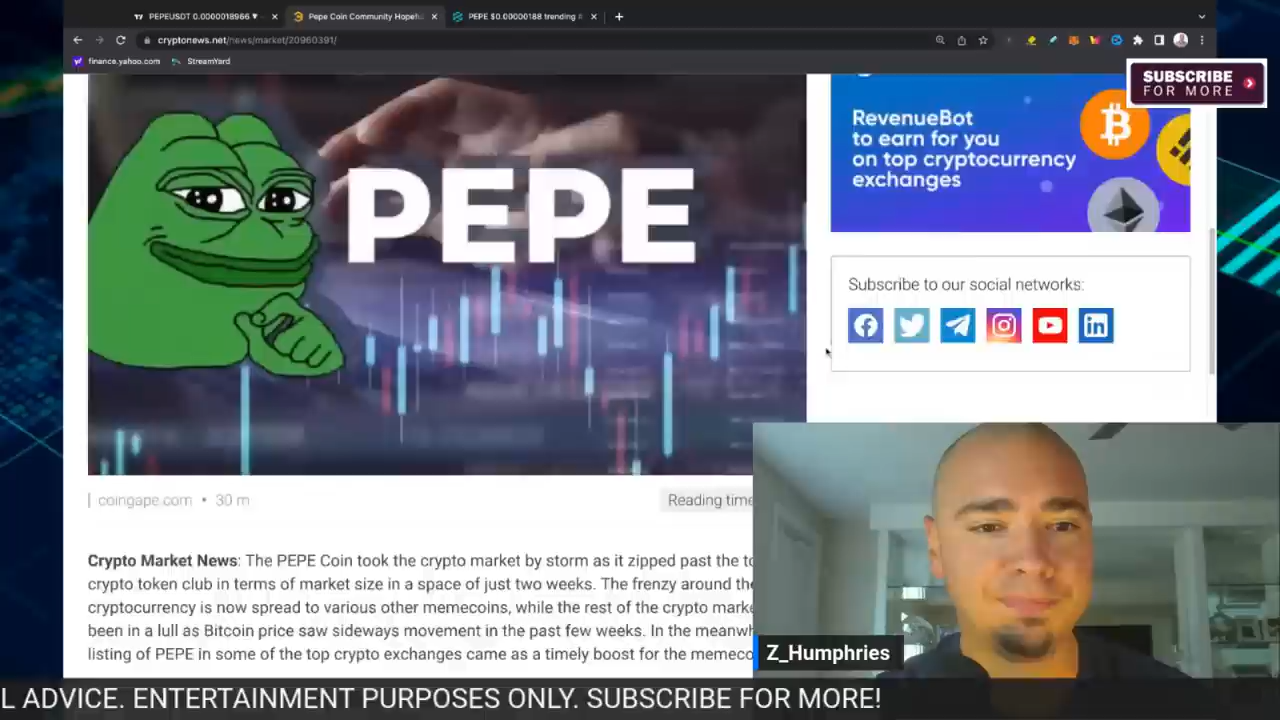 PEPEUSDT 0.0000018966 ▼
Pepe Coin Community Hopeful
PEPE $0.00000188 trending
cryptonews.net/news/market/20960391/
finance.yahoo.com
StreamYard
SUBSCRIBE
FOR MORE
PEPE
RevenueBot
to earn for you
on top cryptocurrency
exchanges
Subscribe to our social networks:
coingape.com • 30 m
Reading time
Crypto Market News: The PEPE Coin took the crypto market by storm as it zipped past the to
crypto token club in terms of market size in a space of just two weeks. The frenzy around the
cryptocurrency is now spread to various other memecoins, while the rest of the crypto marke
been in a lull as Bitcoin price saw sideways movement in the past few weeks. In the meanwh
listing of PEPE in some of the top crypto exchanges came as a timely boost for the memeco
Z_Humphries
L ADVICE. ENTERTAINMENT PURPOSES ONLY. SUBSCRIBE FOR MORE!